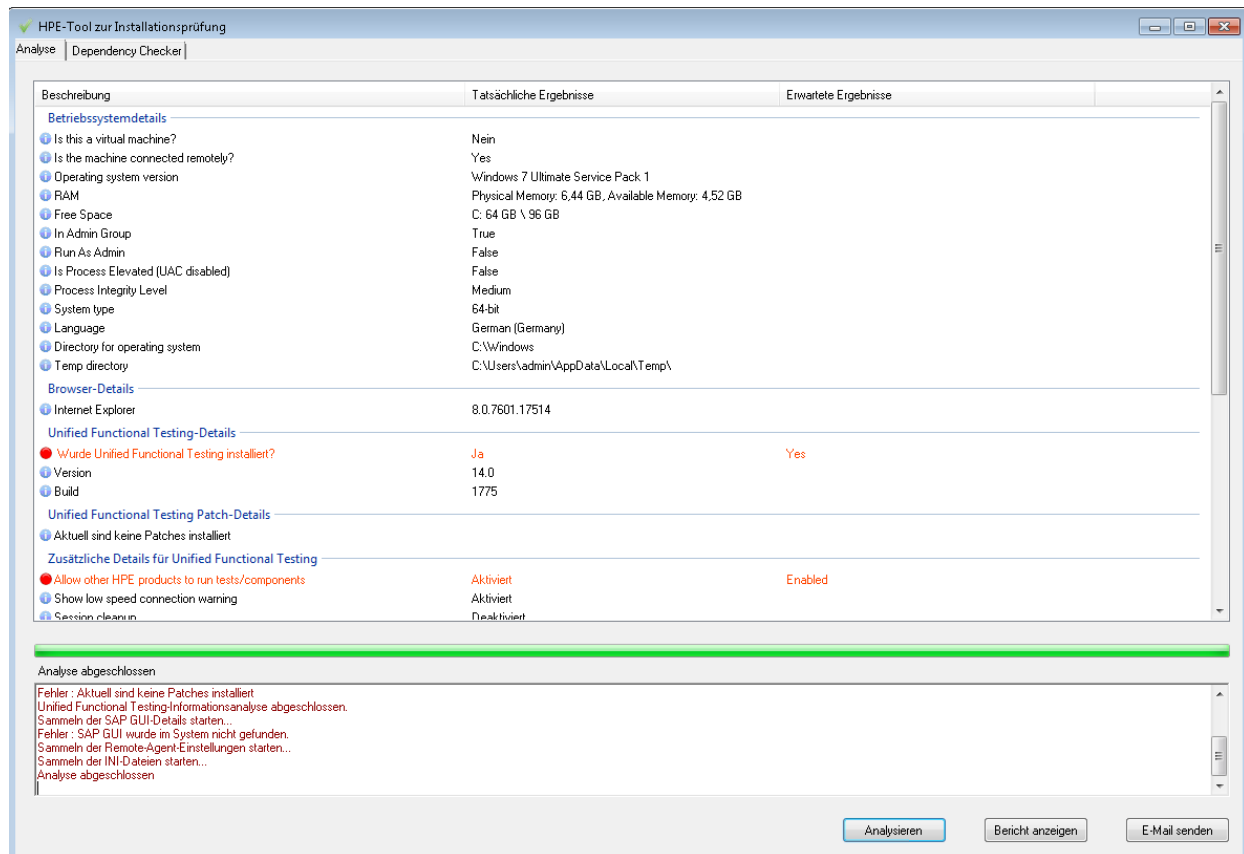 HPE-Tool zur Installationsprüfung
Analyse Dependency Checker
Beschreibung Tatsächliche Ergebnisse Erwartete Ergebnisse
Betriebssystemdetails
Is this a virtual machine? Nein
Is the machine connected remotely? Yes
Operating system version Windows 7 Ultimate Service Pack 1
RAM Physical Memory: 6,44 GB, Available Memory: 4,52 GB
Free Space C: 64 GB \ 96 GB
In Admin Group True
Run As Admin False
Is Process Elevated (UAC disabled) False
Process Integrity Level Medium
System type 64-bit
Language German (Germany)
Directory for operating system C:\Windows
Temp directory C:\Users\admin\AppData\Local\Temp\
Browser-Details
Internet Explorer 8.0.7601.17514
Unified Functional Testing-Details
Wurde Unified Functional Testing installiert? Ja Yes
Version 14.0
Build 1775
Unified Functional Testing Patch-Details
Aktuell sind keine Patches installiert
Zusätzliche Details für Unified Functional Testing
Allow other HPE products to run tests/components Aktiviert Enabled
Show low speed connection warning Aktiviert
Session cleanup Deaktiviert
Analyse abgeschlossen
Fehler : Aktuell sind keine Patches installiert
Unified Functional Testing-Informationsanalyse abgeschlossen.
Sammeln der SAP GUI-Details starten...
Fehler : SAP GUI wurde im System nicht gefunden.
Sammeln der Remote-Agent-Einstellungen starten...
Sammeln der INI-Dateien starten...
Analyse abgeschlossen
Analysieren Bericht anzeigen E-Mail senden